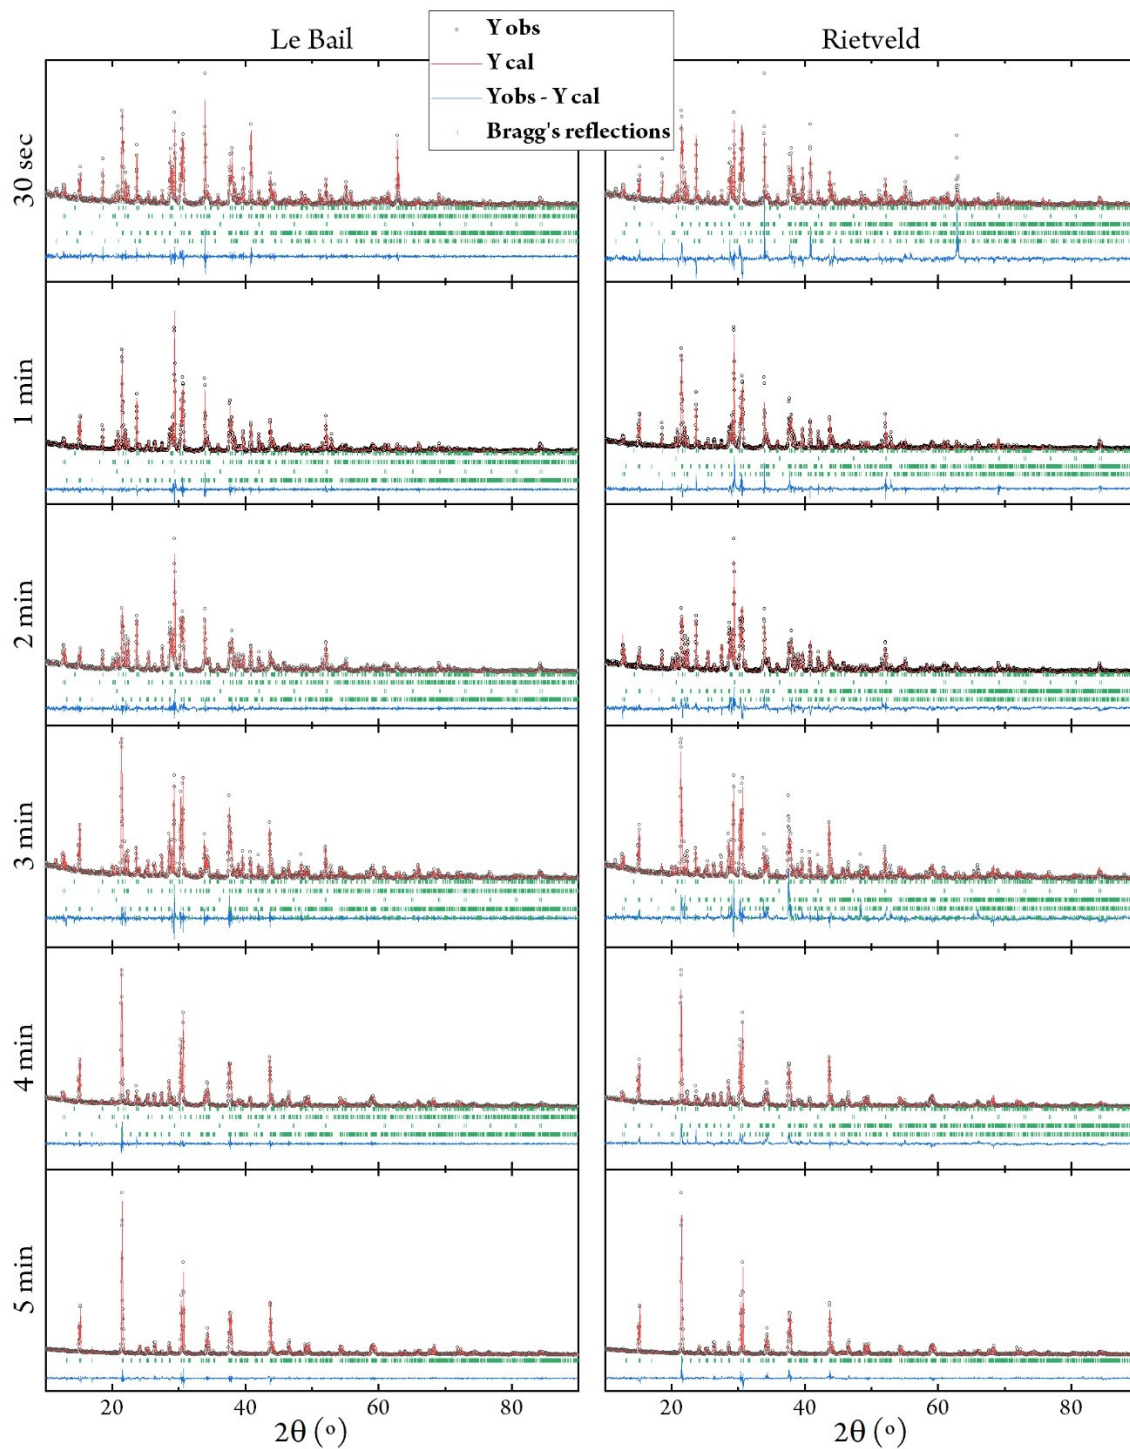 Le Bail
Y obs
Y cal
Yobs - Y cal
Bragg's reflections
Rietveld
30 sec
1 min
2 min
3 min
4 min
5 min
20 40 60 80
20 40 60 80
2θ (º)
2θ (º)